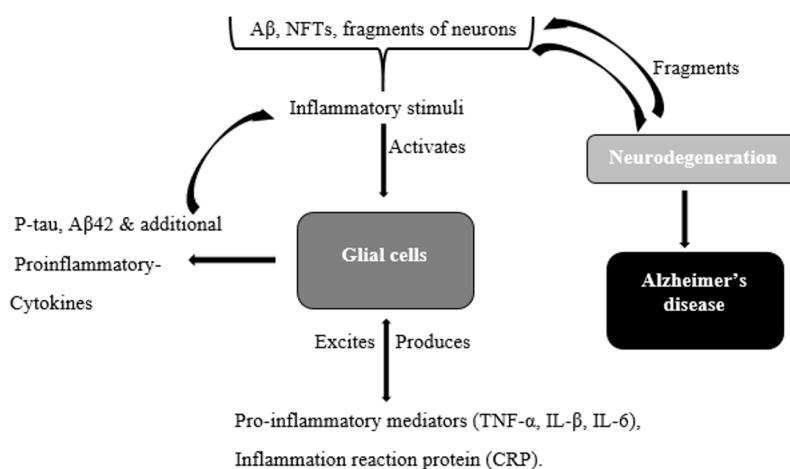 Aβ, NFTs, fragments of neurons
Fragments
Inflammatory stimuli
Activates
Neurodegeneration
P-tau, Aβ42 & additional
Proinflammatory-
Cytokines
Glial cells
Alzheimer’s
disease
Excites
Produces
Pro-inflammatory mediators (TNF-α, IL-β, IL-6),
Inflammation reaction protein (CRP).